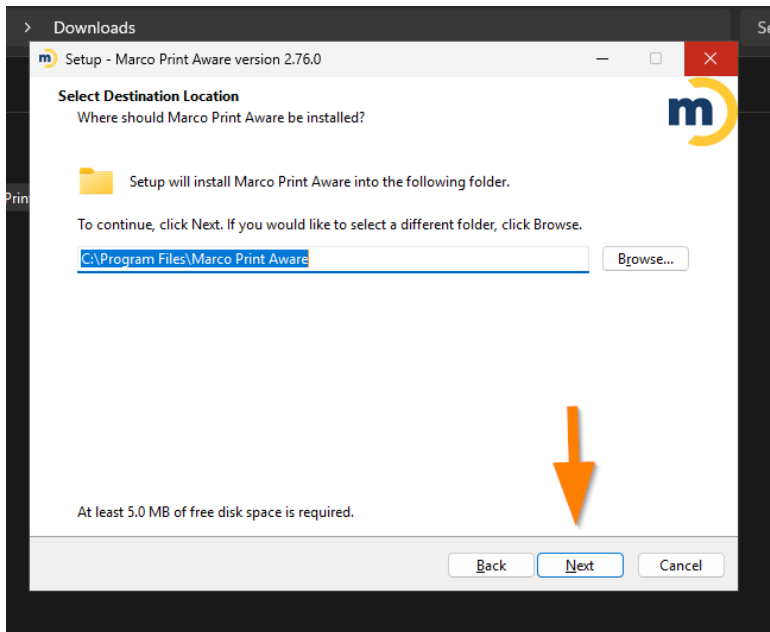 > Downloads
Se
m Setup - Marco Print Aware version 2.76.0
Select Destination Location
Where should Marco Print Aware be installed?
m
Setup will install Marco Print Aware into the following folder.
Prin
To continue, click Next. If you would like to select a different folder, click Browse.
C:\Program Files\Marco Print Aware
Browse...
At least 5.0 MB of free disk space is required.
Back
Next
Cancel